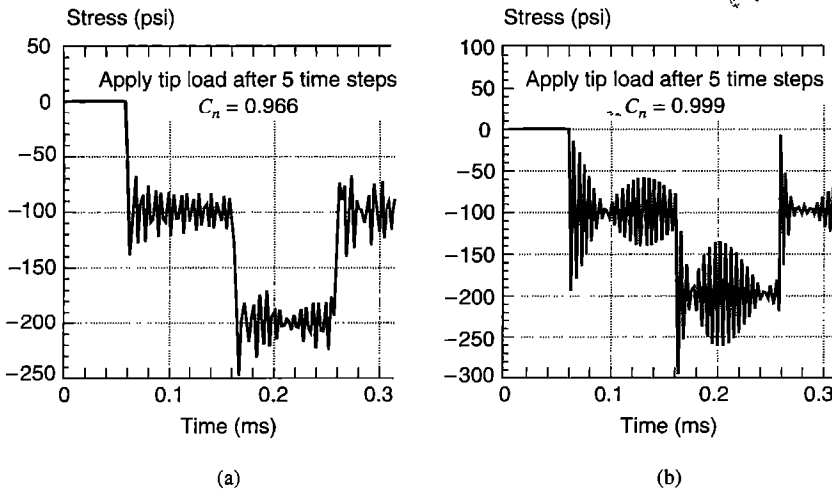 Stress (psi)
50
0
−50
−100
−150
−200
−250
Apply tip load after 5 time steps
Cn = 0.966
0
0.1
0.2
0.3
Time (ms)
(a)
Stress (psi)
100
50
0
−50
−100
−150
−200
−250
−300
Apply tip load after 5 time steps
Cn = 0.999
0
0.1
0.2
0.3
Time (ms)
(b)